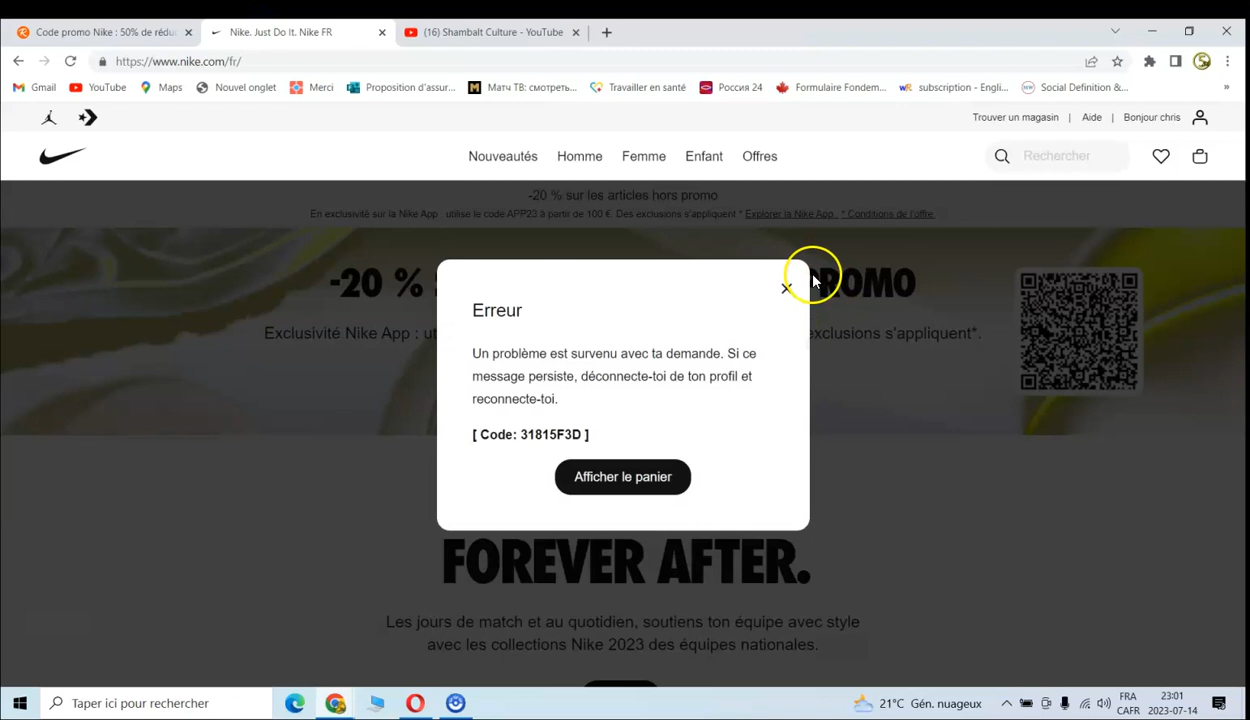 Code promo Nike : 50% de rédu
Nike. Just Do It. Nike FR
(16) Shambalt Culture - YouTube
https://www.nike.com/fr/
Gmail
YouTube
Maps
Nouvel onglet
Merci
Proposition d'assur...
Матч ТВ: смотреть...
Travailler en santé
Россия 24
Formulaire Fondem...
subscription - Engli...
Social Definition &...
Trouver un magasin | Aide | Bonjour chris
Nouveautés Homme Femme Enfant Offres
Rechercher
-20 % sur les articles hors promo
En exclusivité sur la Nike App : utilise le code APP23 à partir de 100 €. Des exclusions s'appliquent * Explorer la Nike App. * Conditions de l'offre.
-20 % PROMO
Exclusivité Nike App : exclusions s'appliquent*.
Erreur
Un problème est survenu avec ta demande. Si ce
message persiste, déconnecte-toi de ton profil et
reconnecte-toi.
[ Code: 31815F3D ]
Afficher le panier
FOREVER AFTER.
Les jours de match et au quotidien, soutiens ton équipe avec style
avec les collections Nike 2023 des équipes nationales.
Taper ici pour rechercher
21°C Gén. nuageux
FRA
CAFR
23:01
2023-07-14